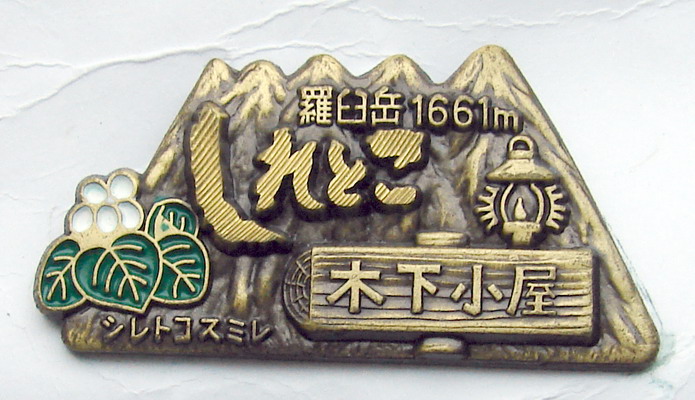 羅臼岳1661m
しれとこ
木下小屋
シレトコスミレ